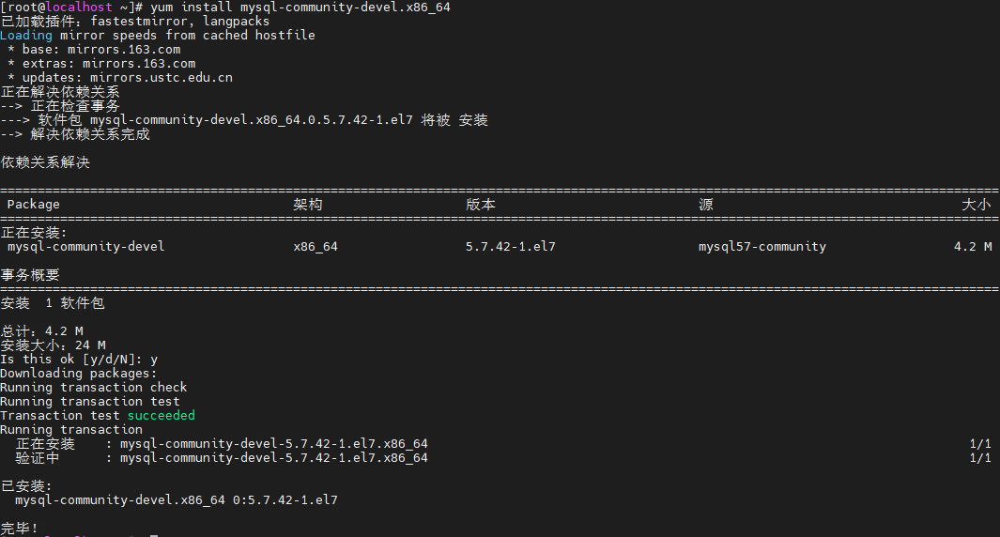 [root@localhost ~]# yum install mysql-community-devel.x86_64
已加载插件：fastestmirror, langpacks
Loading mirror speeds from cached hostfile
 * base: mirrors.163.com
 * extras: mirrors.163.com
 * updates: mirrors.ustc.edu.cn
正在解决依赖关系
--> 正在检查事务
---> 软件包 mysql-community-devel.x86_64.0.5.7.42-1.el7 将被 安装
--> 解决依赖关系完成

依赖关系解决

================================================================================
 Package 架构 版本 源 大小
================================================================================
正在安装:
 mysql-community-devel x86_64 5.7.42-1.el7 mysql57-community 4.2 M

事务概要
================================================================================
安装  1 软件包

总计：4.2 M
安装大小：24 M
Is this ok [y/d/N]: y
Downloading packages:
Running transaction check
Running transaction test
Transaction test succeeded
Running transaction
  正在安装    : mysql-community-devel-5.7.42-1.el7.x86_64 1/1
  验证中      : mysql-community-devel-5.7.42-1.el7.x86_64 1/1

已安装:
  mysql-community-devel.x86_64 0:5.7.42-1.el7

完毕！